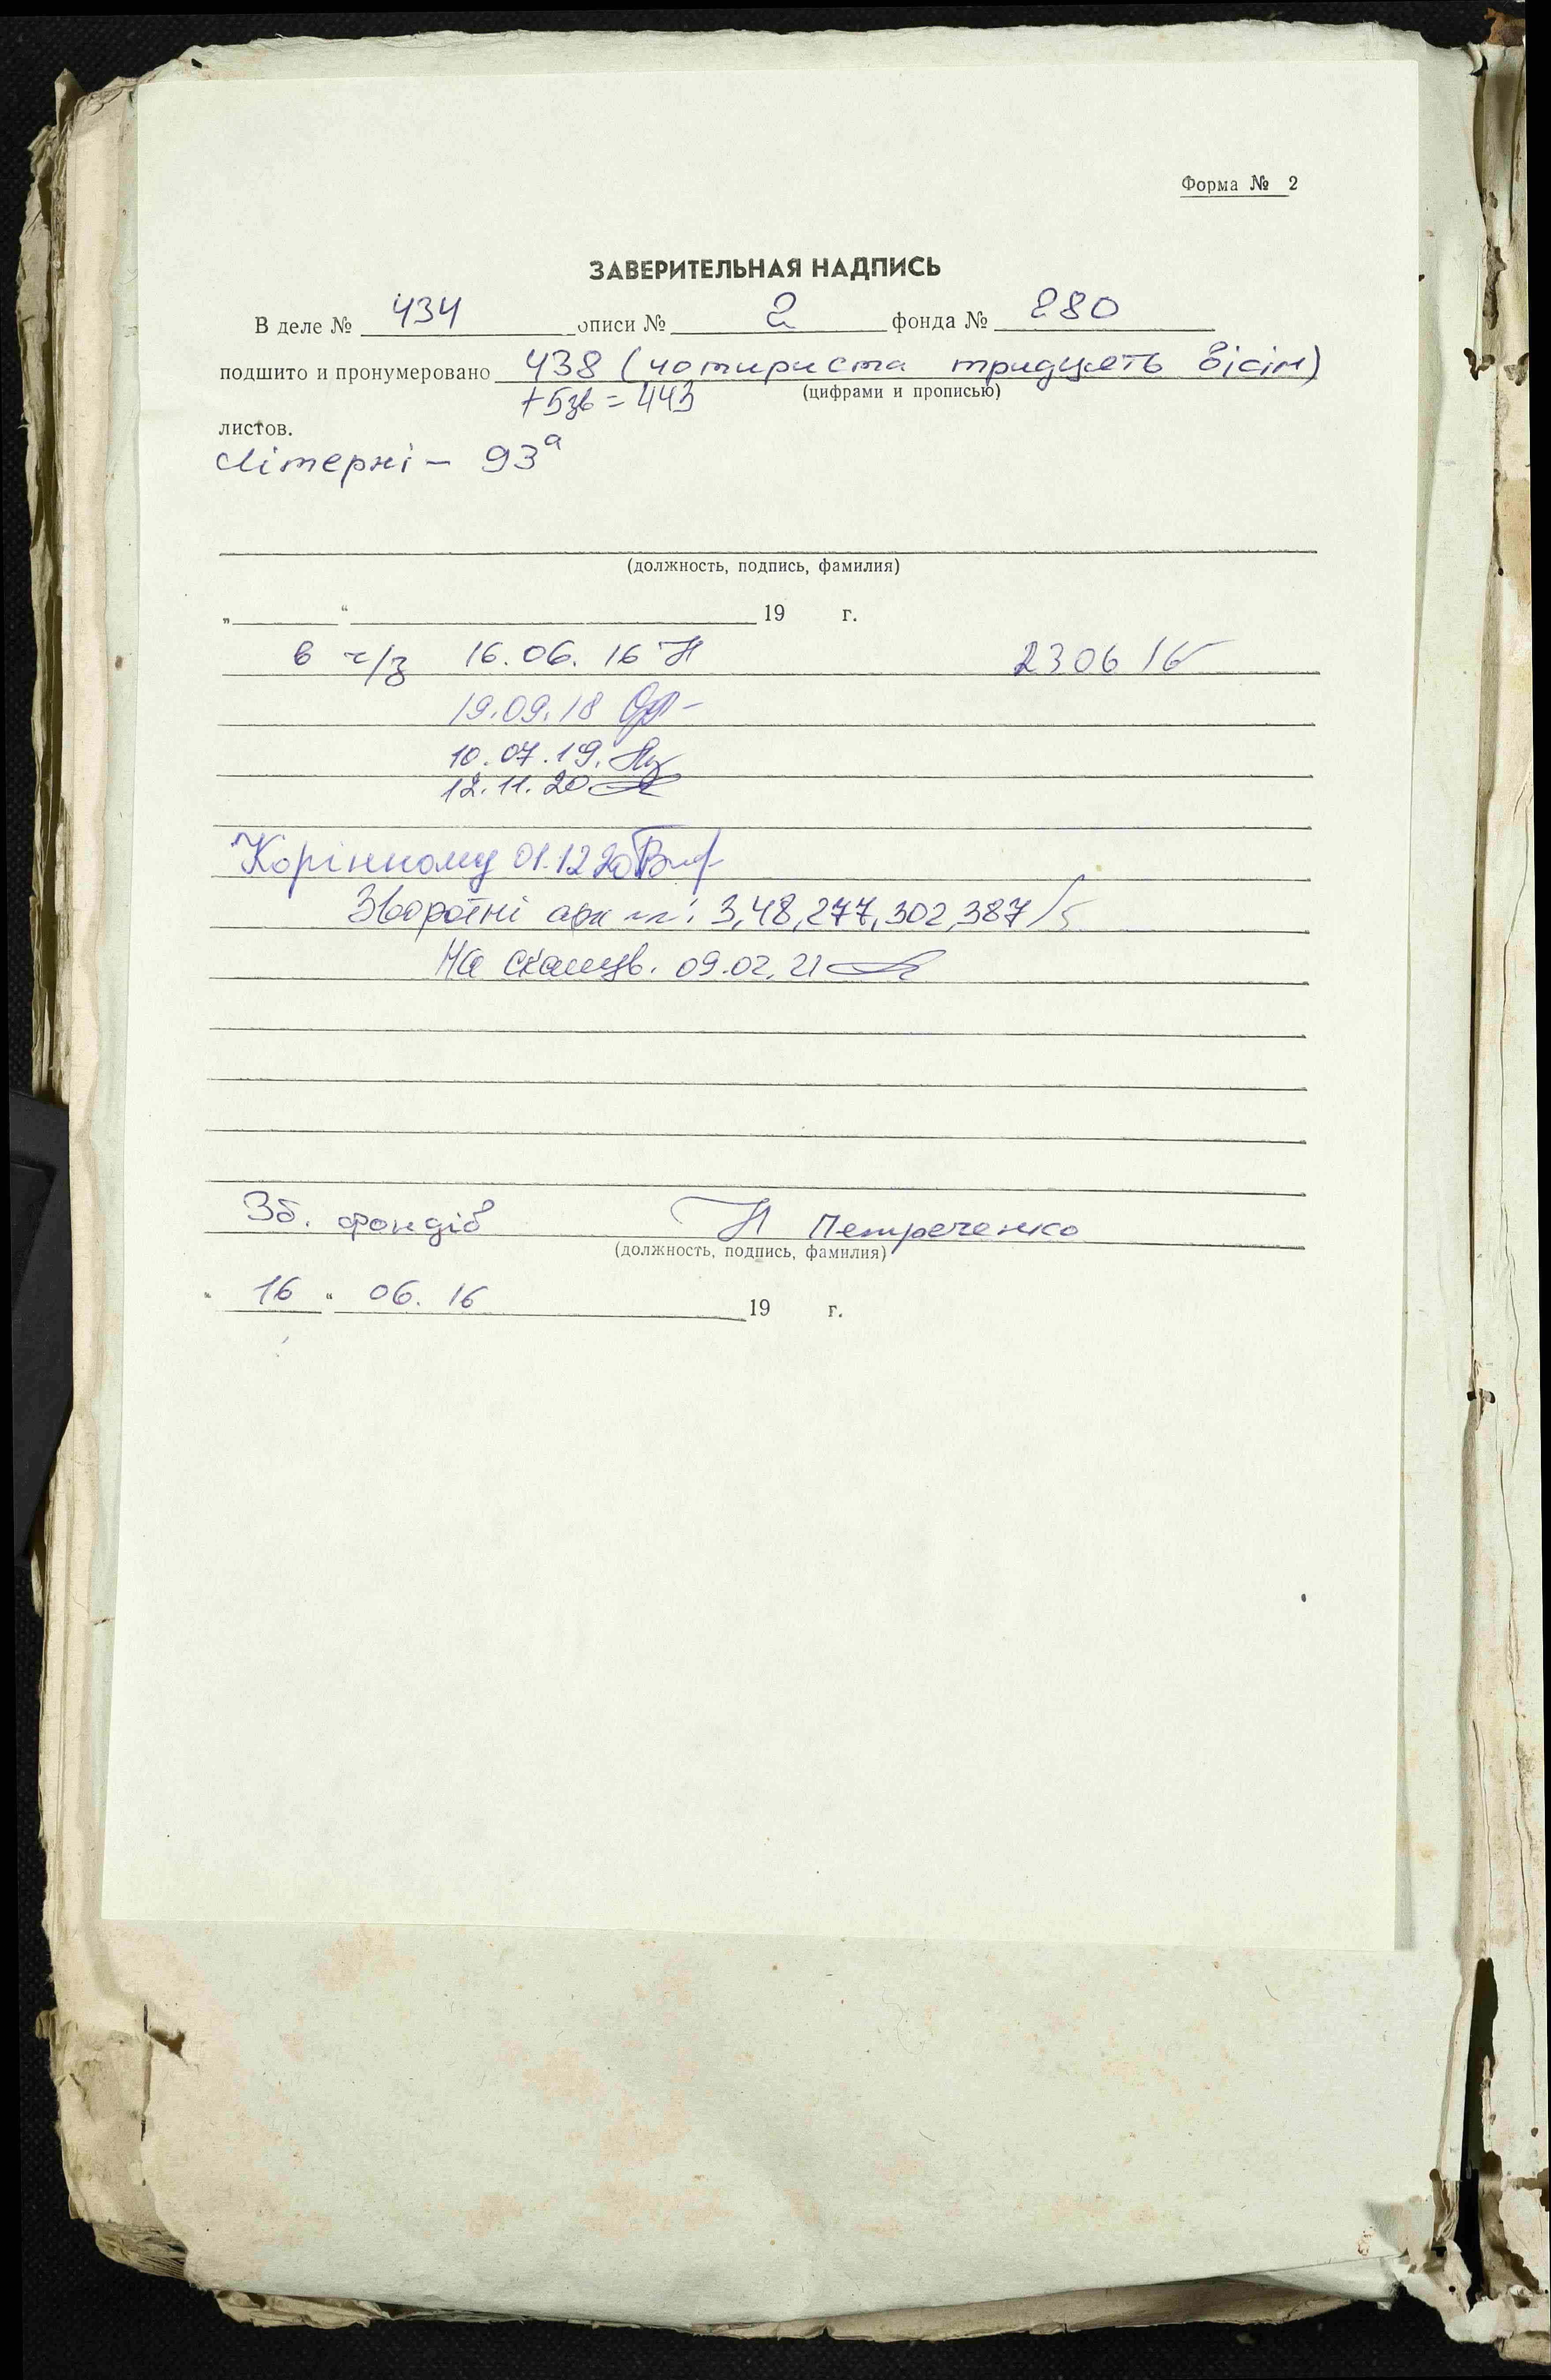 Форма № 2
ЗАВЕРИТЕЛЬНАЯ НАДПИСЬ
В деле № 434 описи № 2 фонда № 280
подшито и пронумеровано 438 (чотириста тридцять вісім)
+5зв = 443 (цифрами и прописью)
листов.
Літерні – 93а
(должность, подпись, фамилия)
„ “ 19 г.
в ч/з 16.06.16 23 06 16
19.09.18
10.07.19.
12.11.20
Корінному 01.12 20
Зворотні арк : 3,48,277,302,387/5
На сканув. 09.02.21
Зб. фондів Петреченко
(должность, подпись, фамилия)
„ 16 “ 06. 16 19 г.